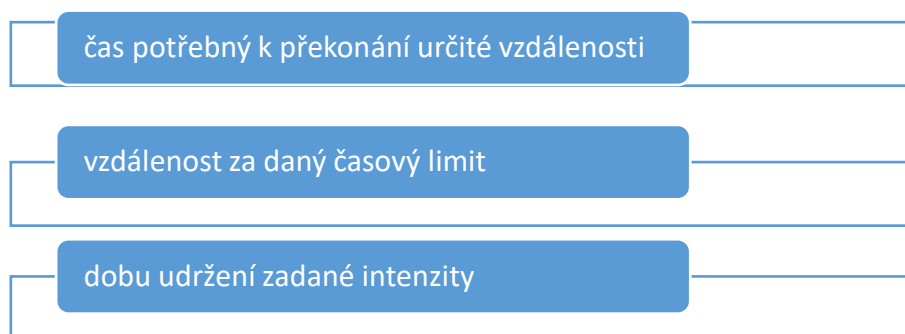 čas potřebný k překonání určité vzdálenosti
vzdálenost za daný časový limit
dobu udržení zadané intenzity